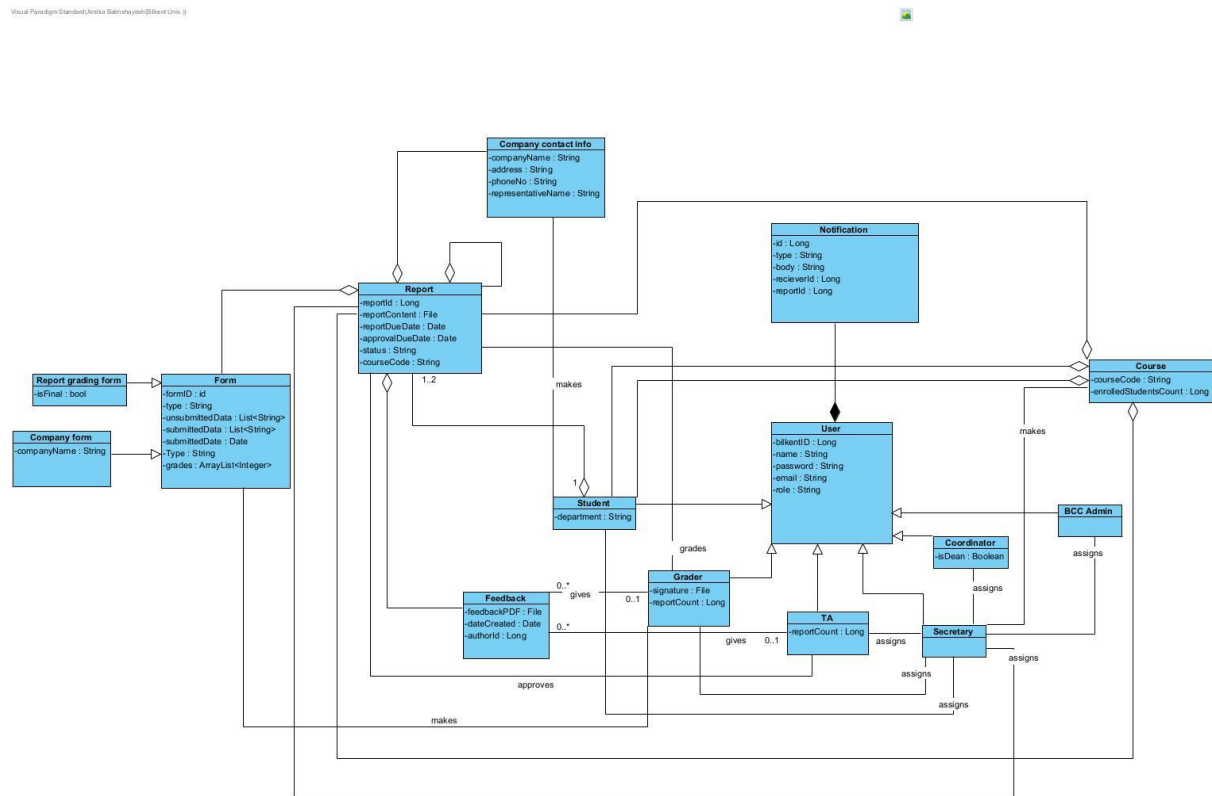 Visual Paradigm Standard(Arshia Bakhshayesh(Bilkent Univ.))
Company contact info
-companyName : String
-address : String
-phoneNo : String
-representativeName : String
Notification
-id : Long
-type : String
-body : String
-recieverId : Long
-reportId : Long
Report
-reportId : Long
-reportContent : File
-reportDueDate : Date
-approvalDueDate : Date
-status : String
-courseCode : String
1..2
makes
Course
-courseCode : String
-enrolledStudentsCount : Long
makes
Report grading form
-isFinal : bool
Form
-formID : id
-type : String
-unsubmittedData : List<String>
-submittedData : List<String>
-submittedDate : Date
-Type : String
-grades : ArrayList<Integer>
Company form
-companyName : String
User
-bilkentID : Long
-name : String
-password : String
-email : String
-role : String
1
Student
-department : String
BCC Admin
assigns
Coordinator
-isDean : Boolean
assigns
grades
Grader
-signature : File
-reportCount : Long
0..*
gives
0..1
Feedback
-feedbackPDF : File
-dateCreated : Date
-authorId : Long
0..*
gives
0..1
TA
-reportCount : Long
assigns
Secretary
assigns
assigns
assigns
approves
makes